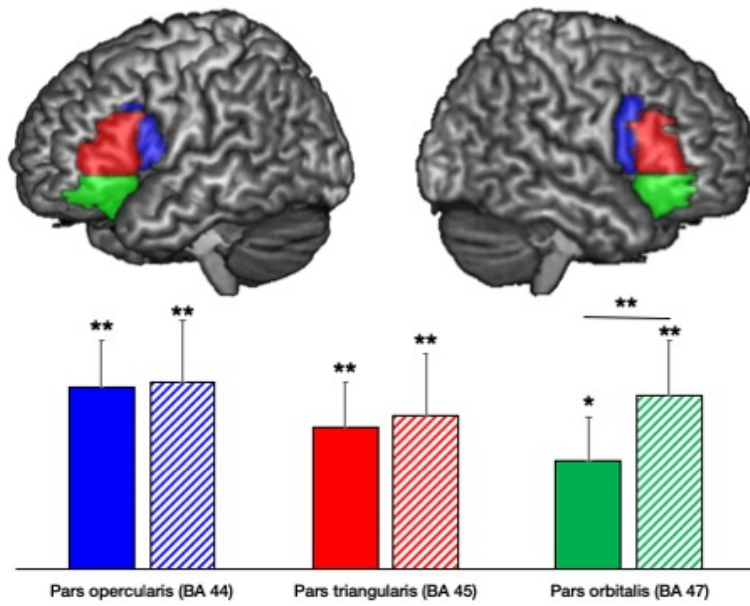 **
** ** ** ** * **
Pars opercularis (BA 44) Pars triangularis (BA 45) Pars orbitalis (BA 47)